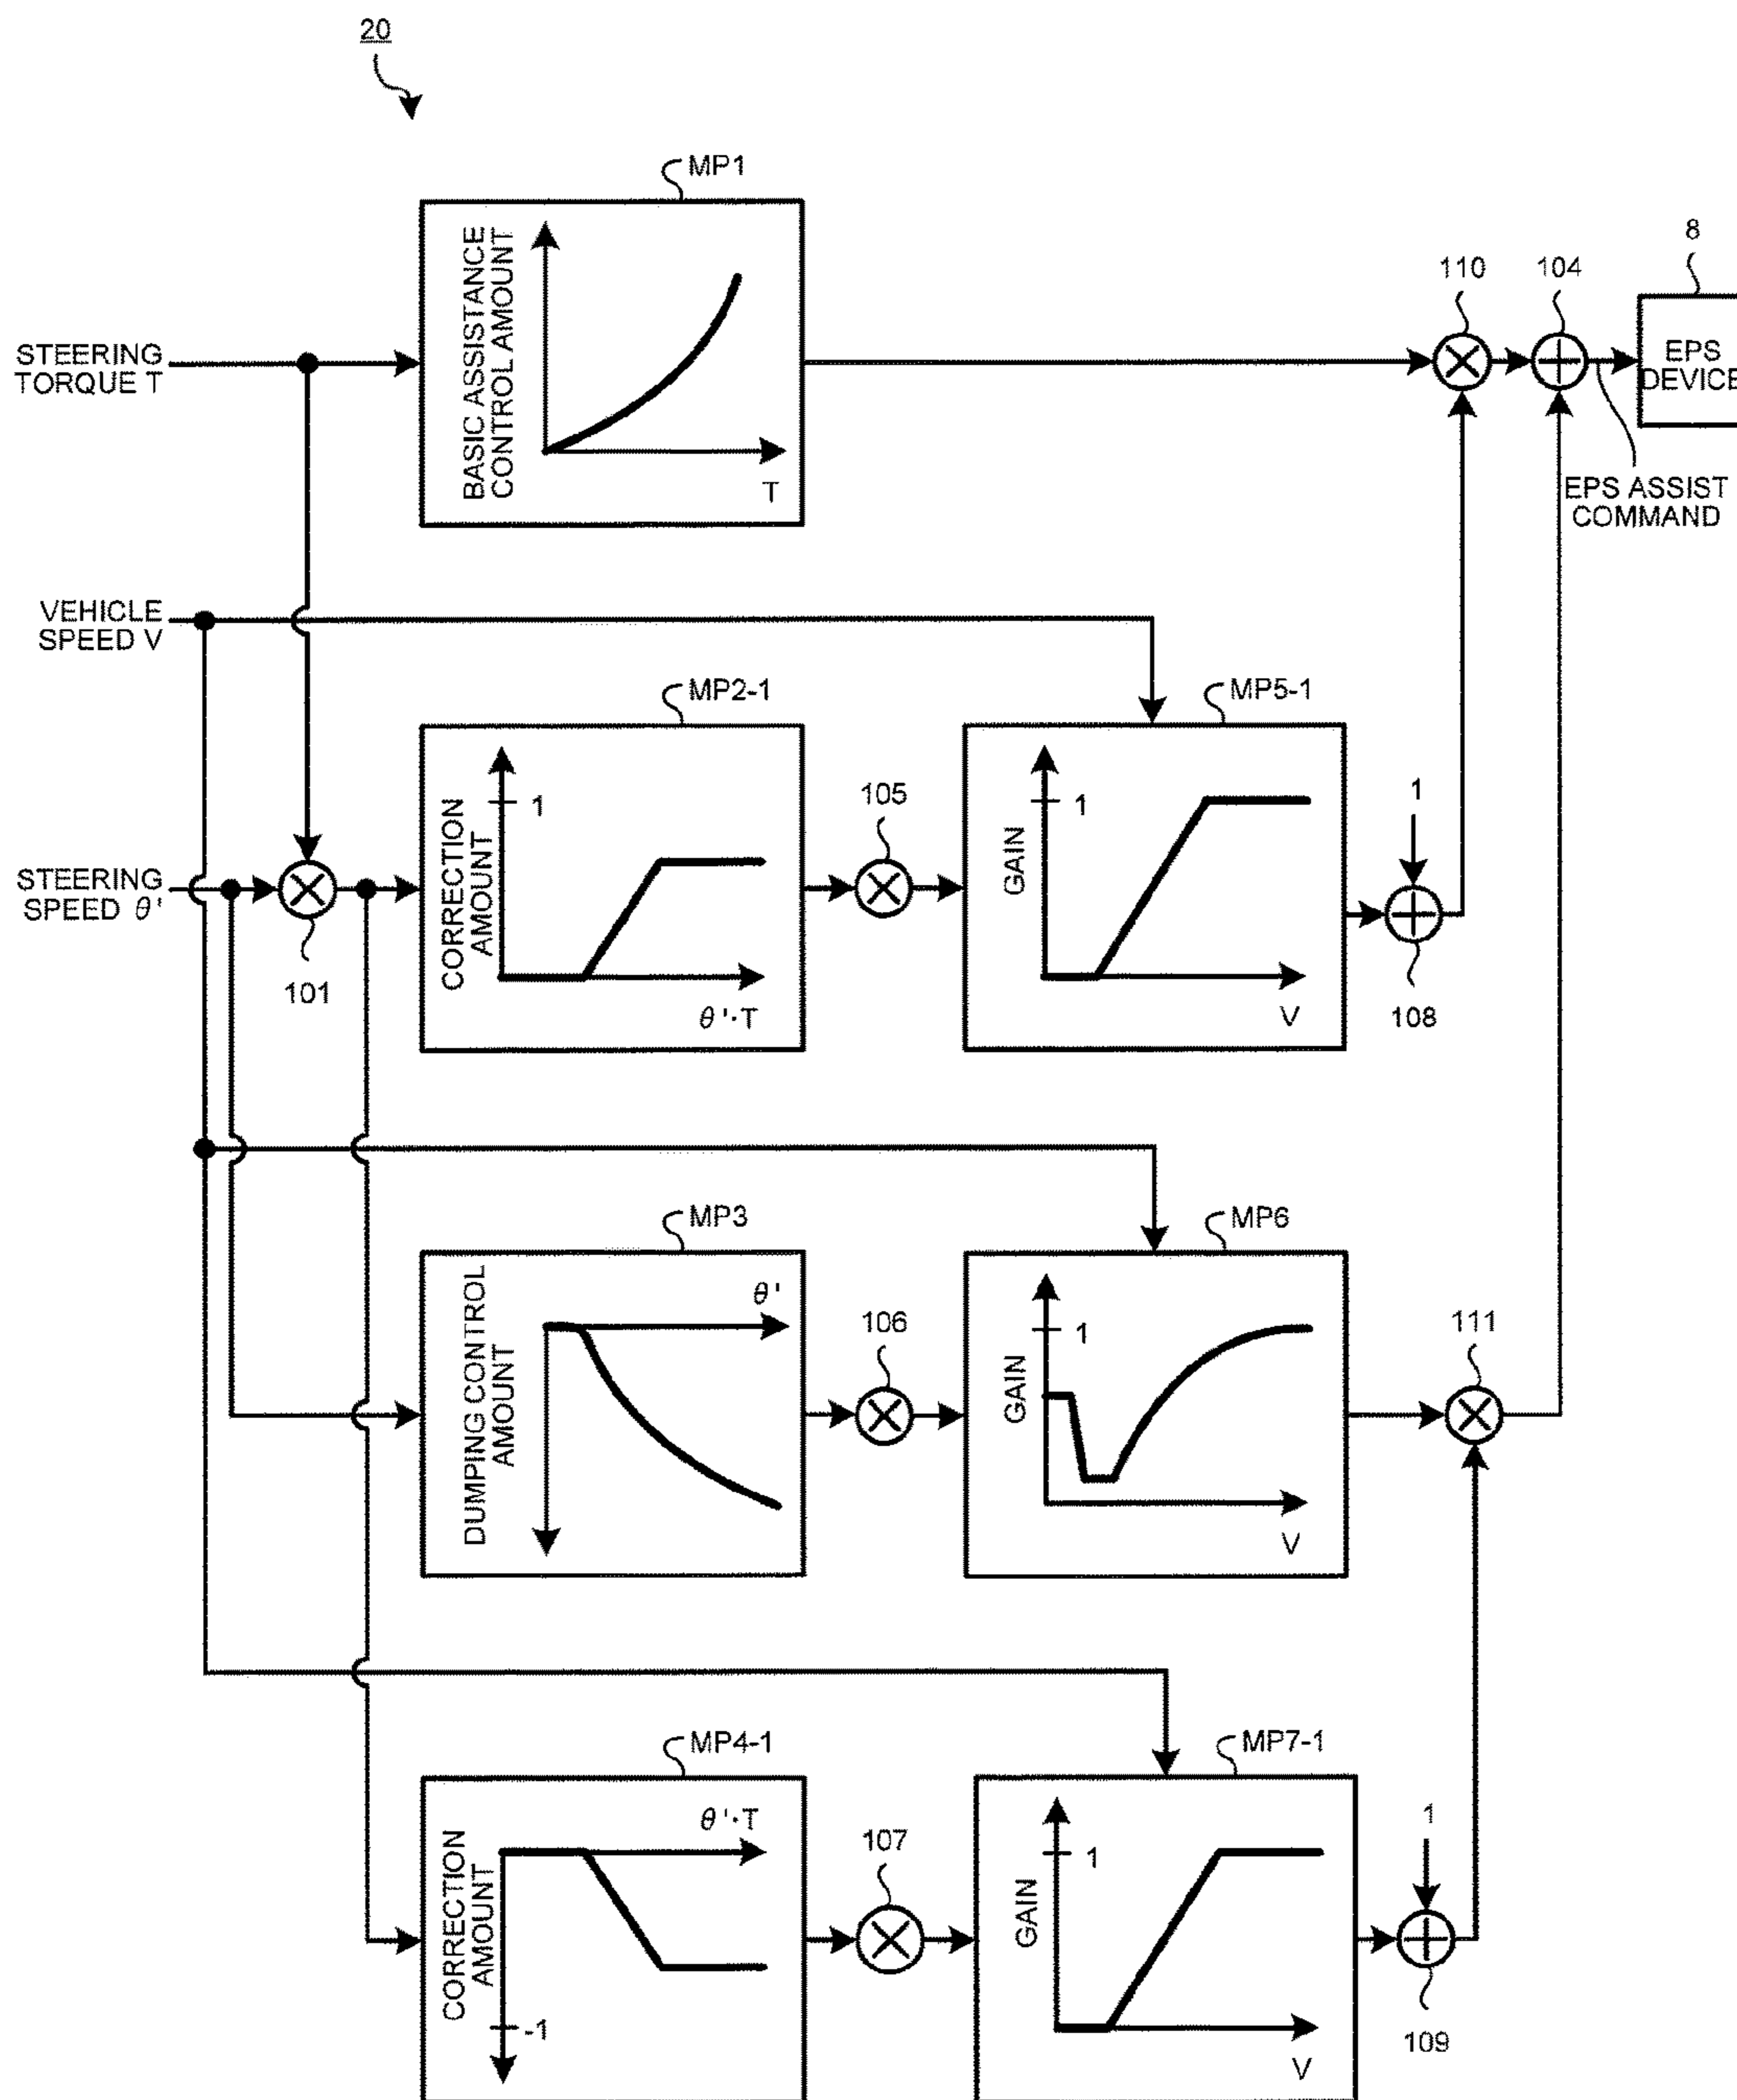 20
MP1
BASIC ASSISTANCE
CONTROL AMOUNT
T
STEERING
TORQUE T
110
104
8
EPS
DEVICE
EPS ASSIST
COMMAND
VEHICLE
SPEED V
MP2-1
CORRECTION
AMOUNT
1
θ'·T
105
MP5-1
GAIN
1
V
1
108
STEERING
SPEED θ'
101
MP3
DUMPING CONTROL
AMOUNT
θ'
106
MP6
GAIN
1
V
111
MP4-1
CORRECTION
AMOUNT
θ'·T
-1
107
MP7-1
GAIN
1
V
1
109